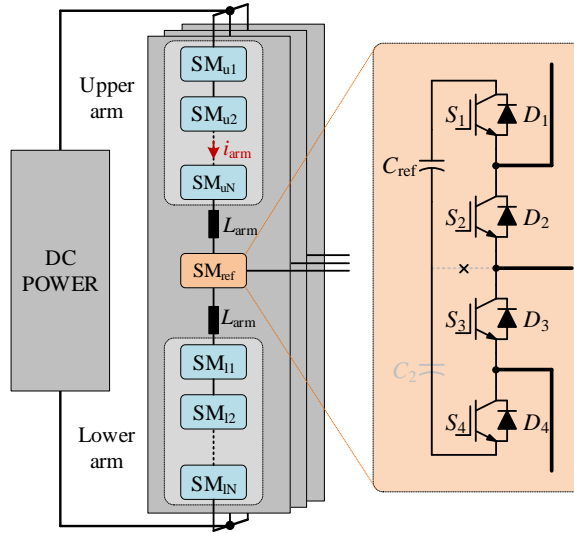 Upper
arm
DC
POWER
Lower
arm
SMu1
SMu2
iarm
SMuN
Larm
SMref
Larm
SMl1
SMl2
SMlN
S1 D1
Cref
S2 D2
S3 D3
C2
S4 D4